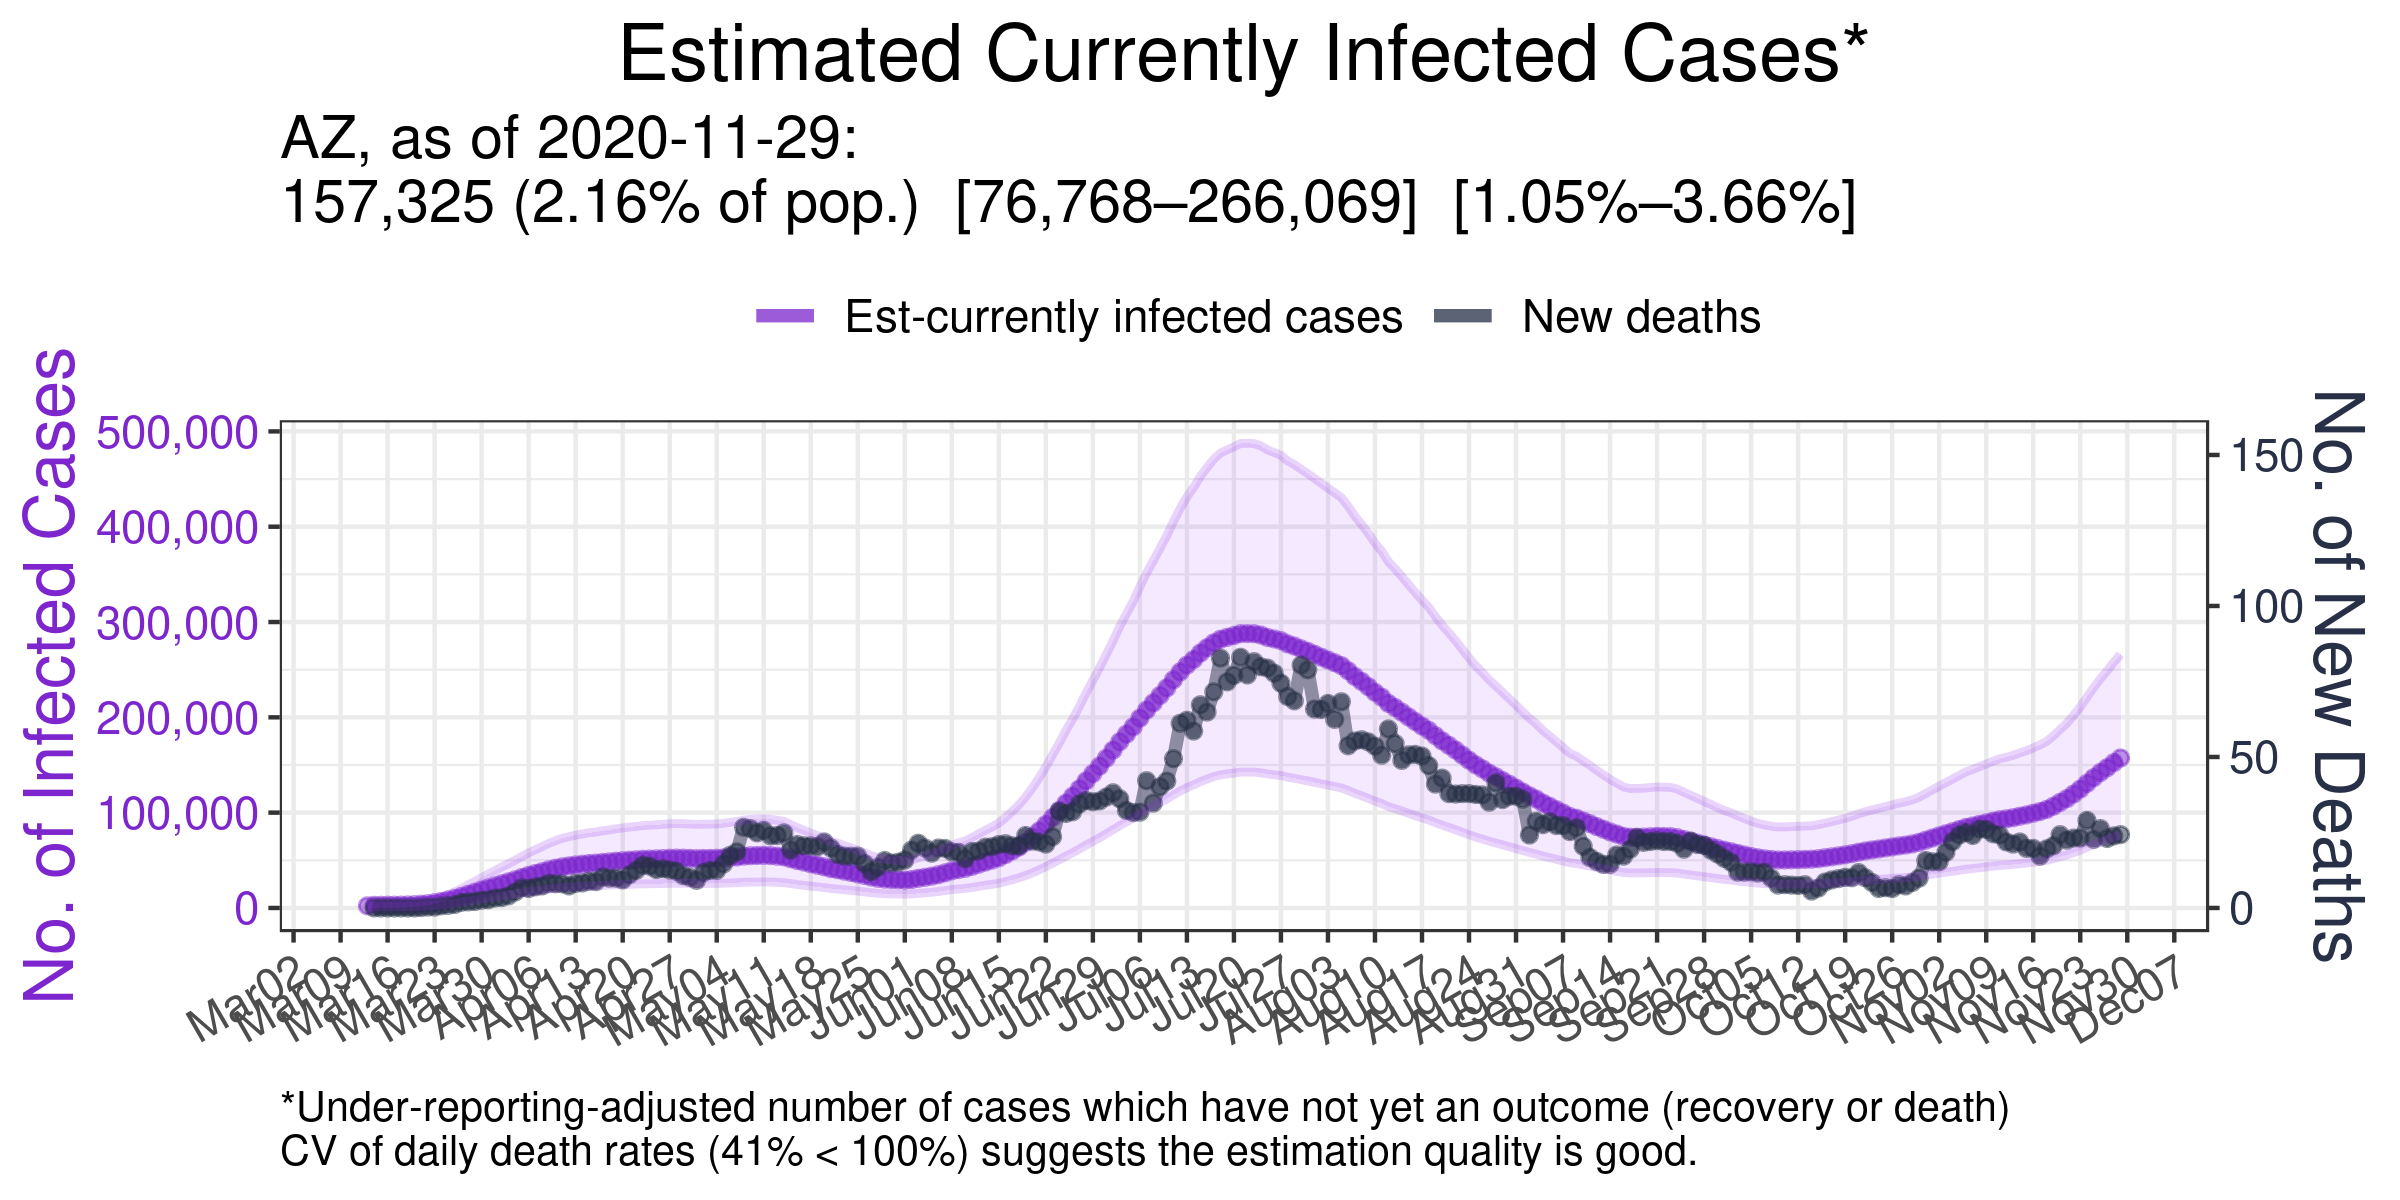 Estimated Currently Infected Cases*
AZ, as of 2020-11-29:
157,325 (2.16% of pop.) [76,768–266,069] [1.05%–3.66%]
Est-currently infected cases New deaths
No. of Infected Cases
500,000
400,000
300,000
200,000
100,000
0
150
100
50
0
No. of New Deaths
Mar02 Mar09 Mar16 Mar23 Mar30 Apr06 Apr13 Apr20 Apr27 May04 May11 May18 May25 Jun01 Jun08 Jun15 Jun22 Jun29 Jul06 Jul13 Jul20 Jul27 Aug03 Aug10 Aug17 Aug24 Aug31 Sep07 Sep14 Sep21 Sep28 Oct05 Oct12 Oct19 Oct26 Nov02 Nov09 Nov16 Nov23 Nov30 Dec07
*Under-reporting-adjusted number of cases which have not yet an outcome (recovery or death)
CV of daily death rates (41% < 100%) suggests the estimation quality is good.